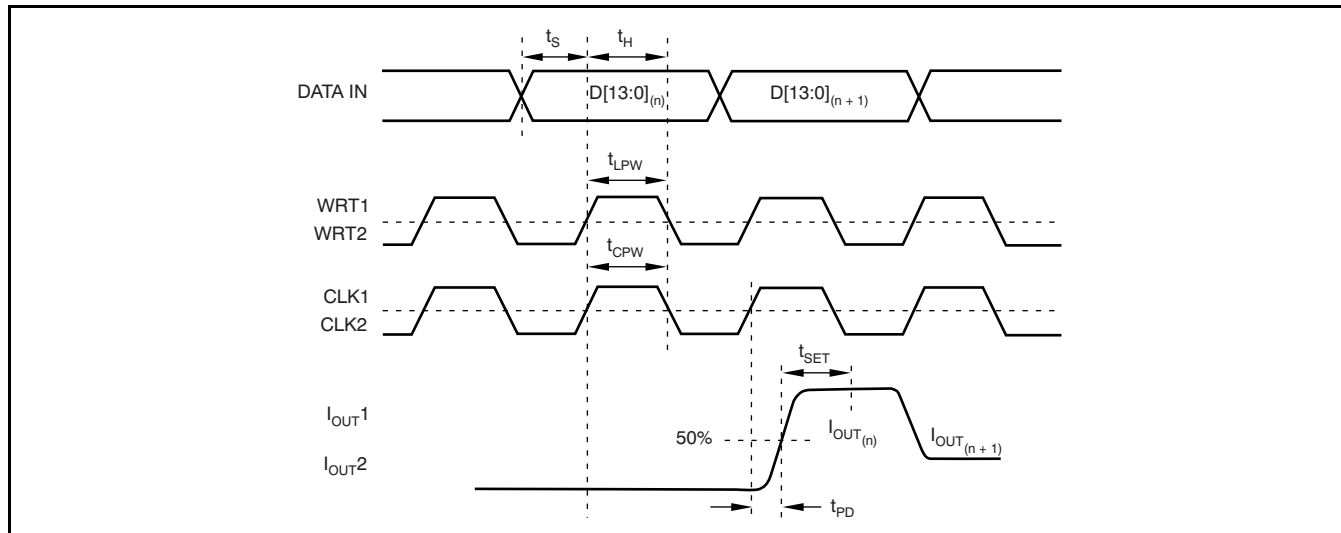 tS tH
DATA IN D[13:0](n) D[13:0](n + 1)
tLPW
WRT1
WRT2
tCPW
CLK1
CLK2
tSET
IOUT1
50% IOUT(n) IOUT(n + 1)
IOUT2
tPD